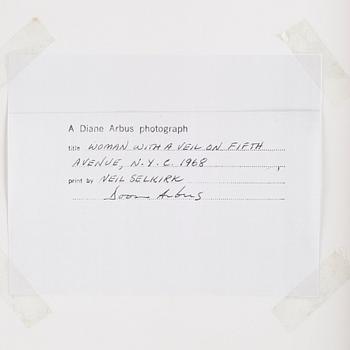 A Diane Arbus photograph
title WOMAN WITH A VEIL ON FIFTH
AVENUE, N.Y.C. 1968
print by NEIL SELKIRK
Doon Arbus